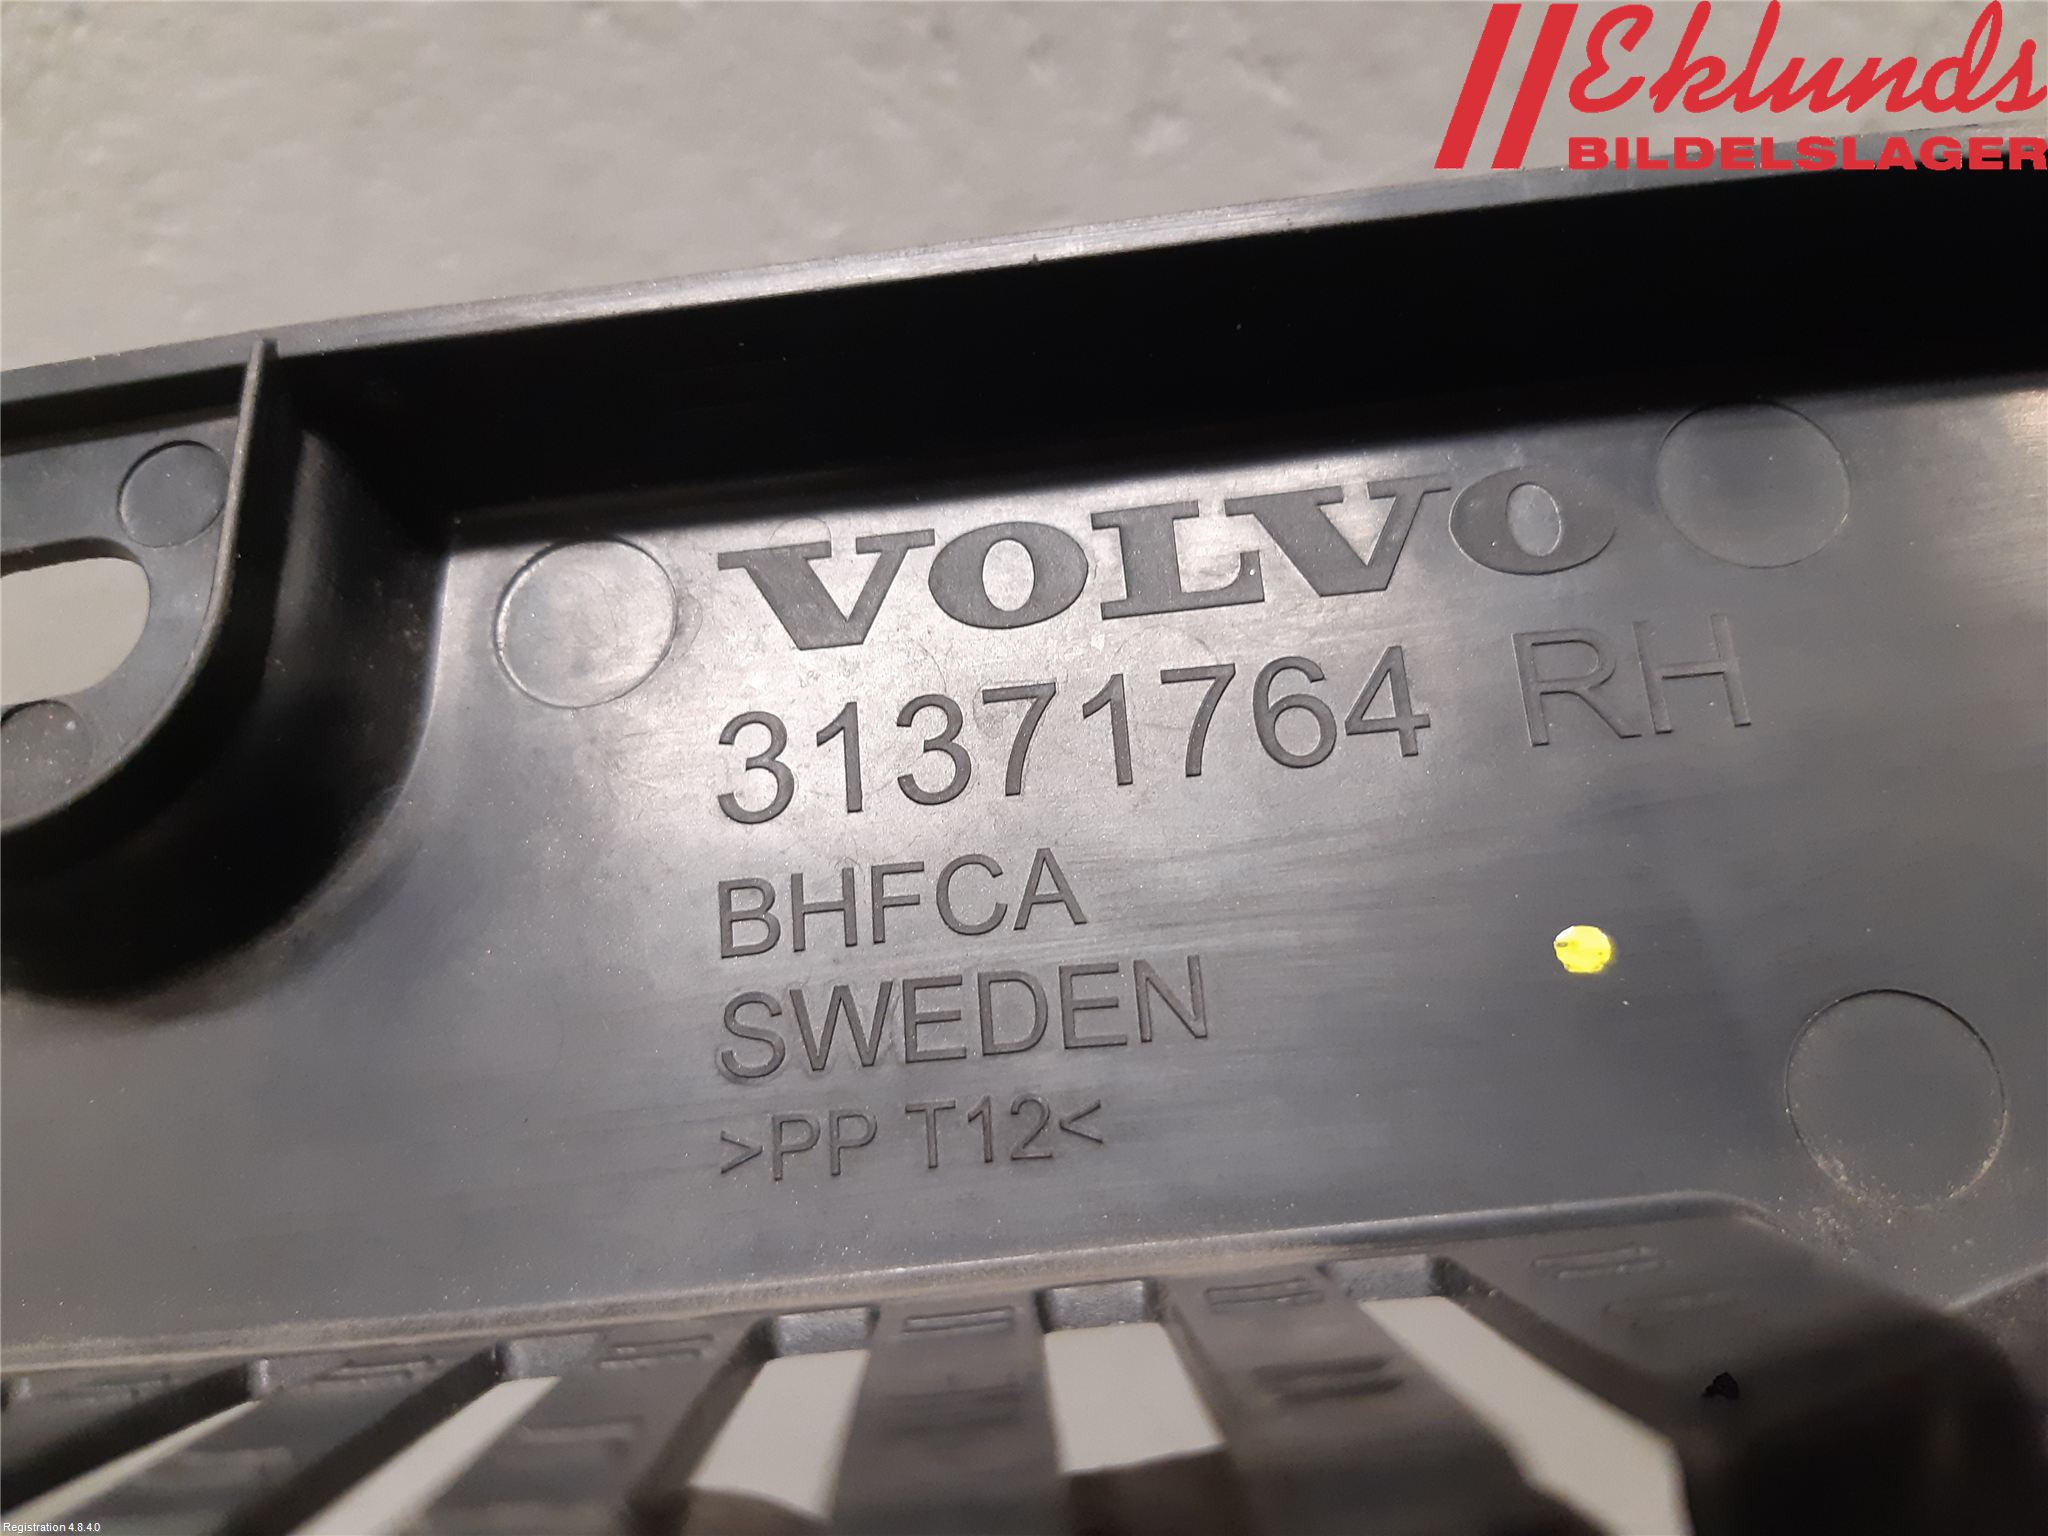 Eklunds
BILDELSLAGER
VOLVO
31371764 RH
BHFCA
SWEDEN
>PP T12<
Registration 4.8.4.0